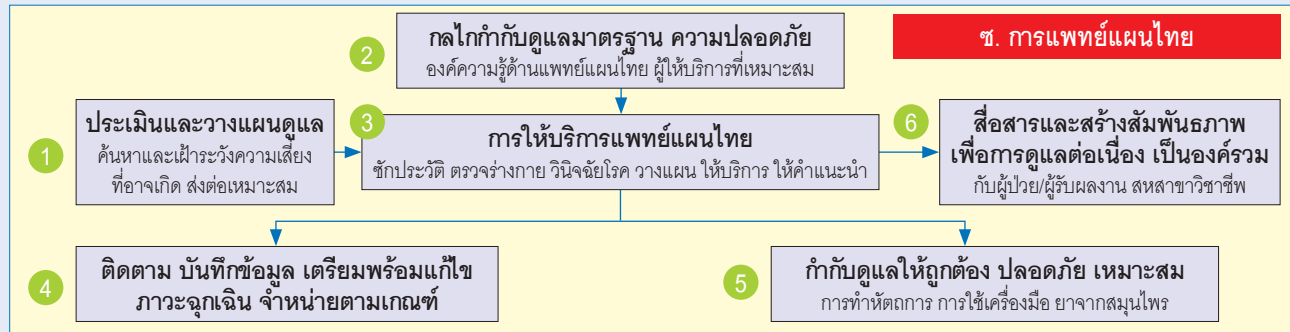 ซ. การแพทย์แผนไทย
2
กลไกกำกับดูแลมาตรฐาน ความปลอดภัย
องค์ความรู้ด้านแพทย์แผนไทย ผู้ให้บริการที่เหมาะสม
1
ประเมินและวางแผนดูแล
ค้นหาและเฝ้าระวังความเสี่ยง
ที่อาจเกิด ส่งต่อเหมาะสม
3
การให้บริการแพทย์แผนไทย
ซักประวัติ ตรวจร่างกาย วินิจฉัยโรค วางแผน ให้บริการ ให้คำแนะนำ
6
สื่อสารและสร้างสัมพันธภาพ
เพื่อการดูแลต่อเนื่อง เป็นองค์รวม
กับผู้ป่วย/ผู้รับผลงาน สหสาขาวิชาชีพ
4
ติดตาม บันทึกข้อมูล เตรียมพร้อมแก้ไข
ภาวะฉุกเฉิน จำหน่ายตามเกณฑ์
5
กำกับดูแลให้ถูกต้อง ปลอดภัย เหมาะสม
การทำหัตถการ การใช้เครื่องมือ ยาจากสมุนไพร